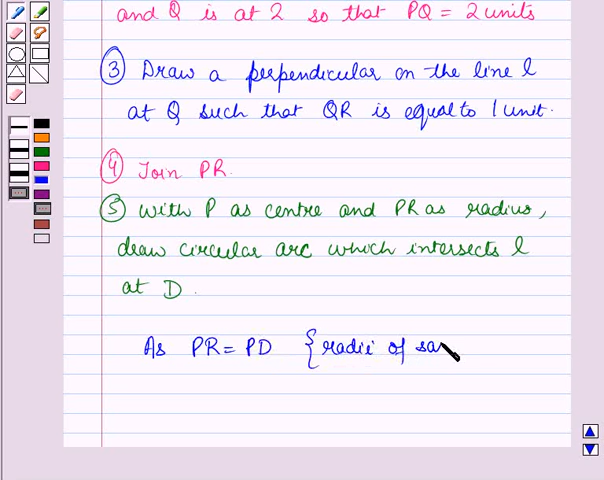 and Q is at 2 so that PQ = 2 units
③ Draw a perpendicular on the line l
at Q such that QR is equal to 1 unit.
④ Join PR.
⑤ With P as centre and PR as radius,
draw circular arc which intersects l
at D.
As PR = PD {radii of sa